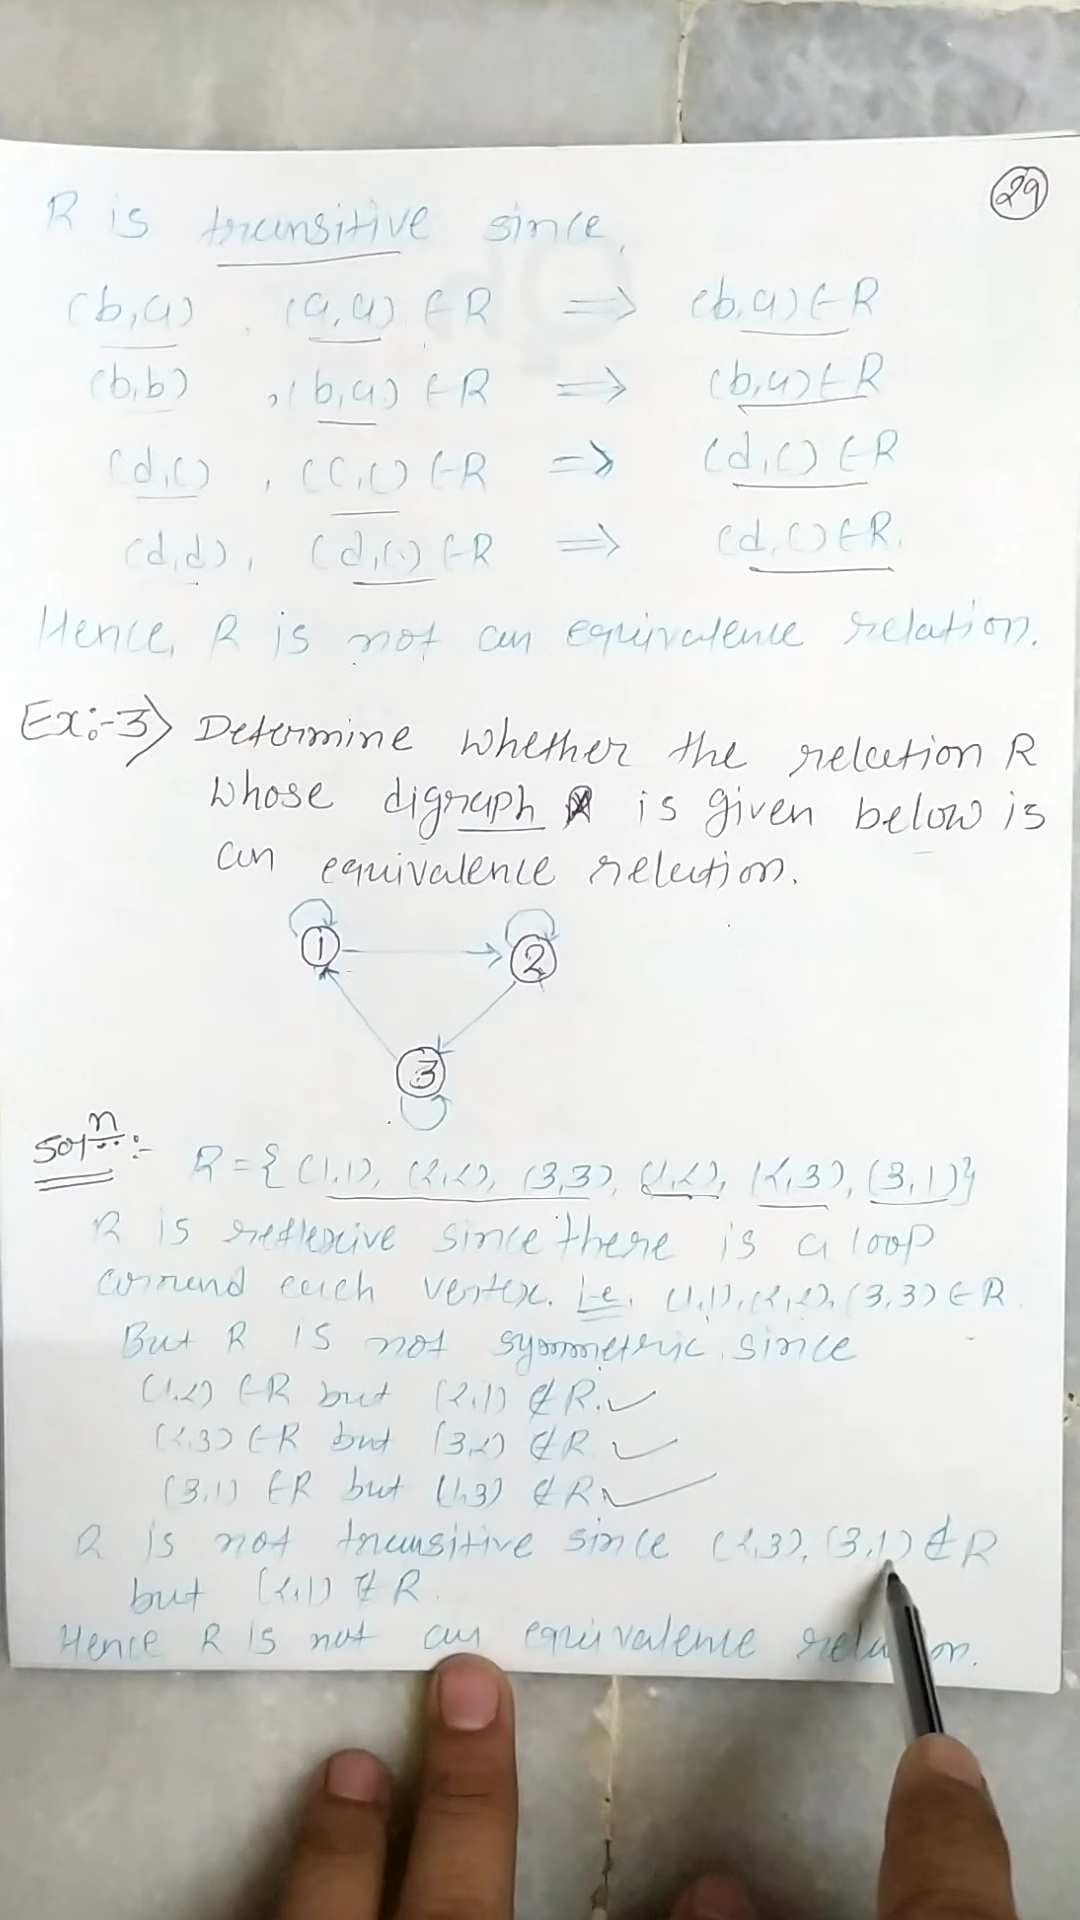 29
R is transitive since,
(b,a) , (a,a) ∈ R ⟹ (b,a) ∈ R
(b,b) , (b,a) ∈ R ⟹ (b,a) ∈ R
(d,c) , (c,c) ∈ R ⟹ (d,c) ∈ R
(d,d), (d,c) ∈ R ⟹ (d,c) ∈ R.
Hence, R is not an equivalence relation.
Ex:-3) Determine whether the relation R
whose digraph is given below is
an equivalence relation.
1 2
3
Solⁿ :-
R = { (1,1), (2,2), (3,3), (1,2), (2,3), (3,1)}
R is reflexive since there is a loop
around each vertex. i.e. (1,1), (2,2), (3,3) ∈ R
But R is not symmetric since
(1,2) ∈ R but (2,1) ∉ R. ✓
(2,3) ∈ R but (3,2) ∉ R ✓
(3,1) ∈ R but (1,3) ∉ R ✓
R is not transitive since (2,3), (3,1) ∉ R
but (2,1) ∉ R.
Hence R is not an equivalence